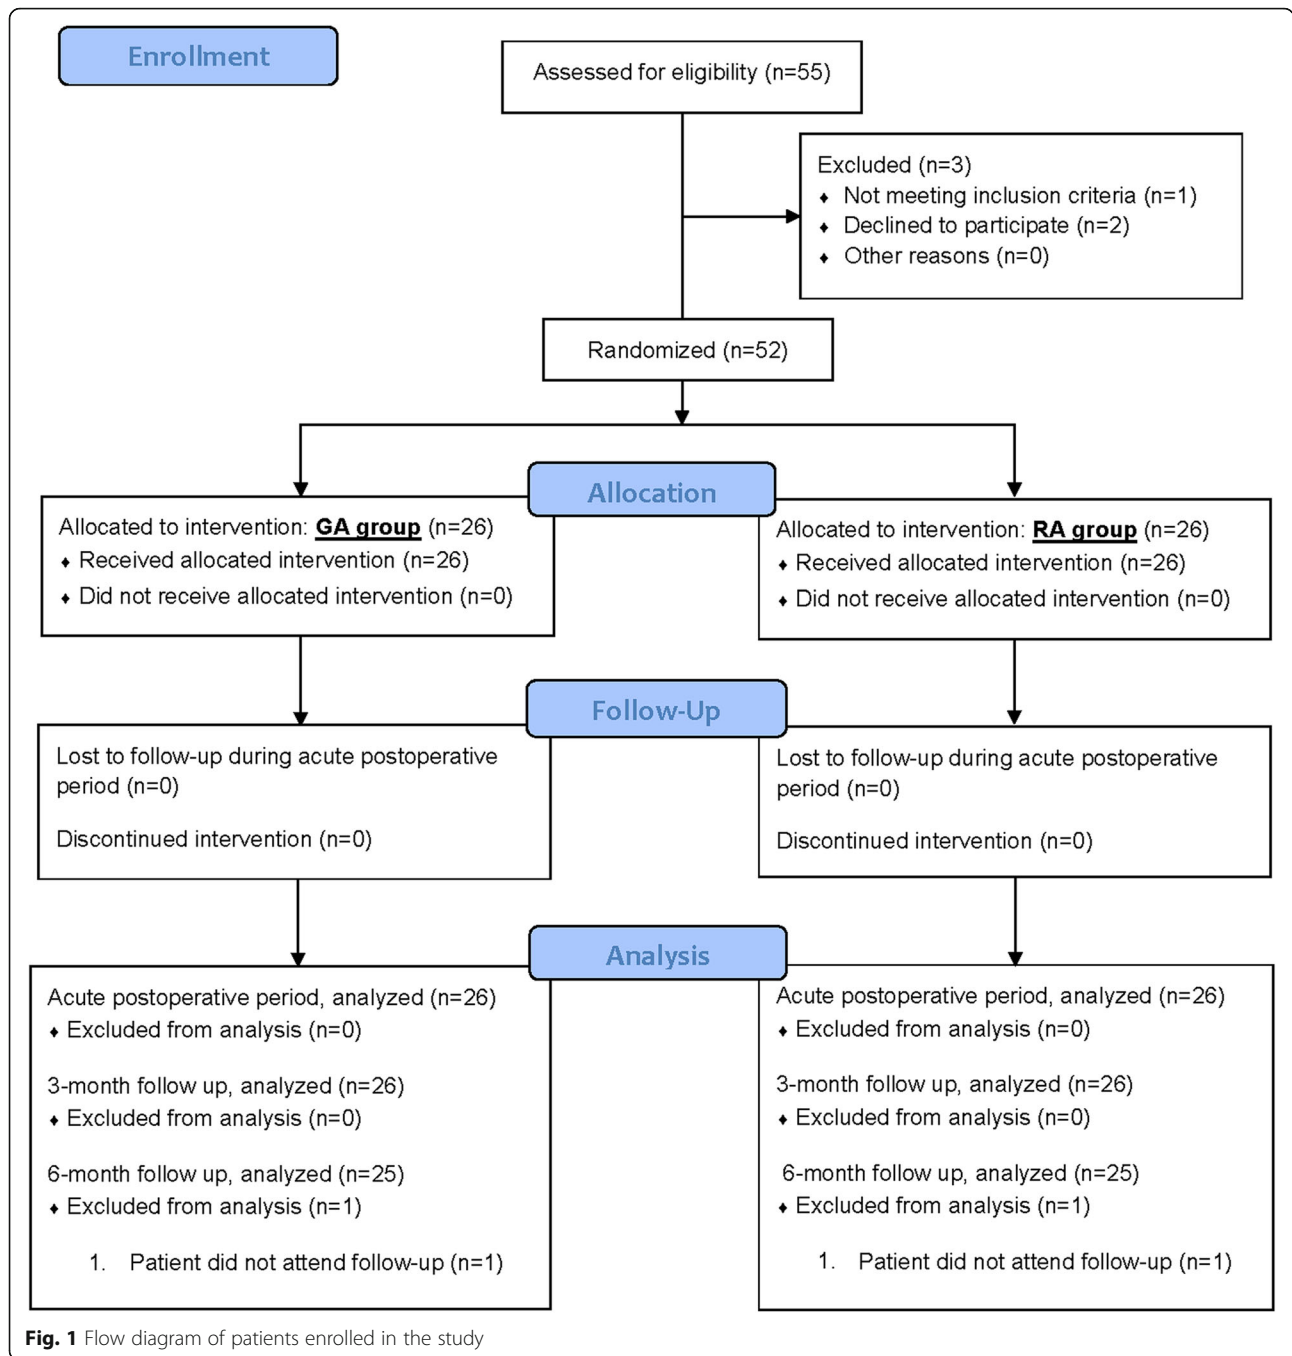 Enrollment
Assessed for eligibility (n=55)
Excluded (n=3)
♦ Not meeting inclusion criteria (n=1)
♦ Declined to participate (n=2)
♦ Other reasons (n=0)
Randomized (n=52)
Allocation
Allocated to intervention: GA group (n=26)
♦ Received allocated intervention (n=26)
♦ Did not receive allocated intervention (n=0)
Allocated to intervention: RA group (n=26)
♦ Received allocated intervention (n=26)
♦ Did not receive allocated intervention (n=0)
Follow-Up
Lost to follow-up during acute postoperative
period (n=0)
Discontinued intervention (n=0)
Lost to follow-up during acute postoperative
period (n=0)
Discontinued intervention (n=0)
Analysis
Acute postoperative period, analyzed (n=26)
♦ Excluded from analysis (n=0)
3-month follow up, analyzed (n=26)
♦ Excluded from analysis (n=0)
6-month follow up, analyzed (n=25)
♦ Excluded from analysis (n=1)
1. Patient did not attend follow-up (n=1)
Acute postoperative period, analyzed (n=26)
♦ Excluded from analysis (n=0)
3-month follow up, analyzed (n=26)
♦ Excluded from analysis (n=0)
6-month follow up, analyzed (n=25)
♦ Excluded from analysis (n=1)
1. Patient did not attend follow-up (n=1)
Fig. 1 Flow diagram of patients enrolled in the study